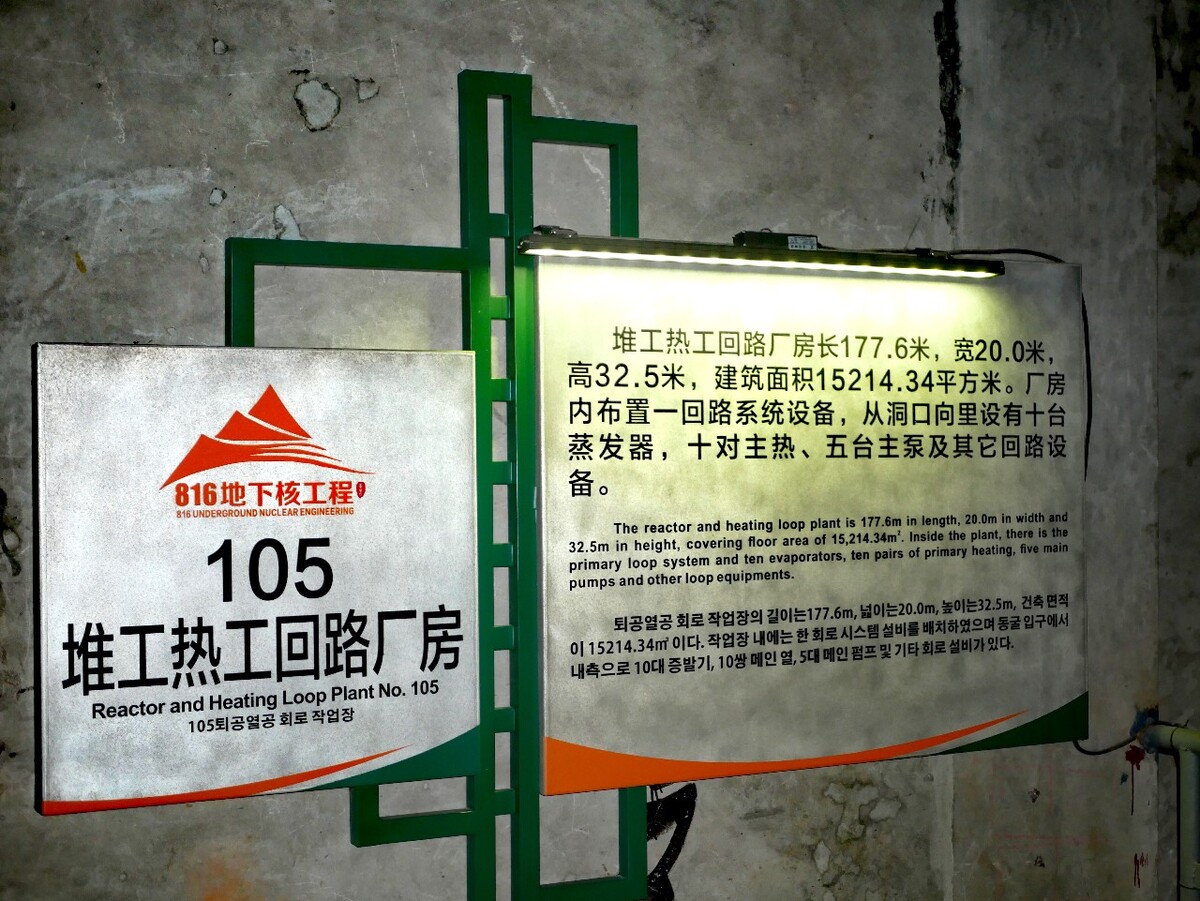 816地下核工程
816 UNDERGROUND NUCLEAR ENGINEERING
105
堆工热工回路厂房
Reactor and Heating Loop Plant No. 105
105퇴공열공 회로 작업장
堆工热工回路厂房长177.6米，宽20.0米，
高32.5米，建筑面积15214.34平方米。厂房
内布置一回路系统设备，从洞口向里设有十台
蒸发器，十对主热、五台主泵及其它回路设
备。
The reactor and heating loop plant is 177.6m in length, 20.0m in width and
32.5m in height, covering floor area of 15,214.34m². Inside the plant, there is the
primary loop system and ten evaporators, ten pairs of primary heating, five main
pumps and other loop equipments.
퇴공열공 회로 작업장의 길이는177.6m, 넓이는20.0m, 높이는32.5m, 건축 면적
이 15214.34㎡ 이다. 작업장 내에는 한 회로 시스템 설비를 배치하였으며 동굴 입구에서
내측으로 10대 증발기, 10쌍 메인 열, 5대 메인 펌프 및 기타 회로 설비가 있다.